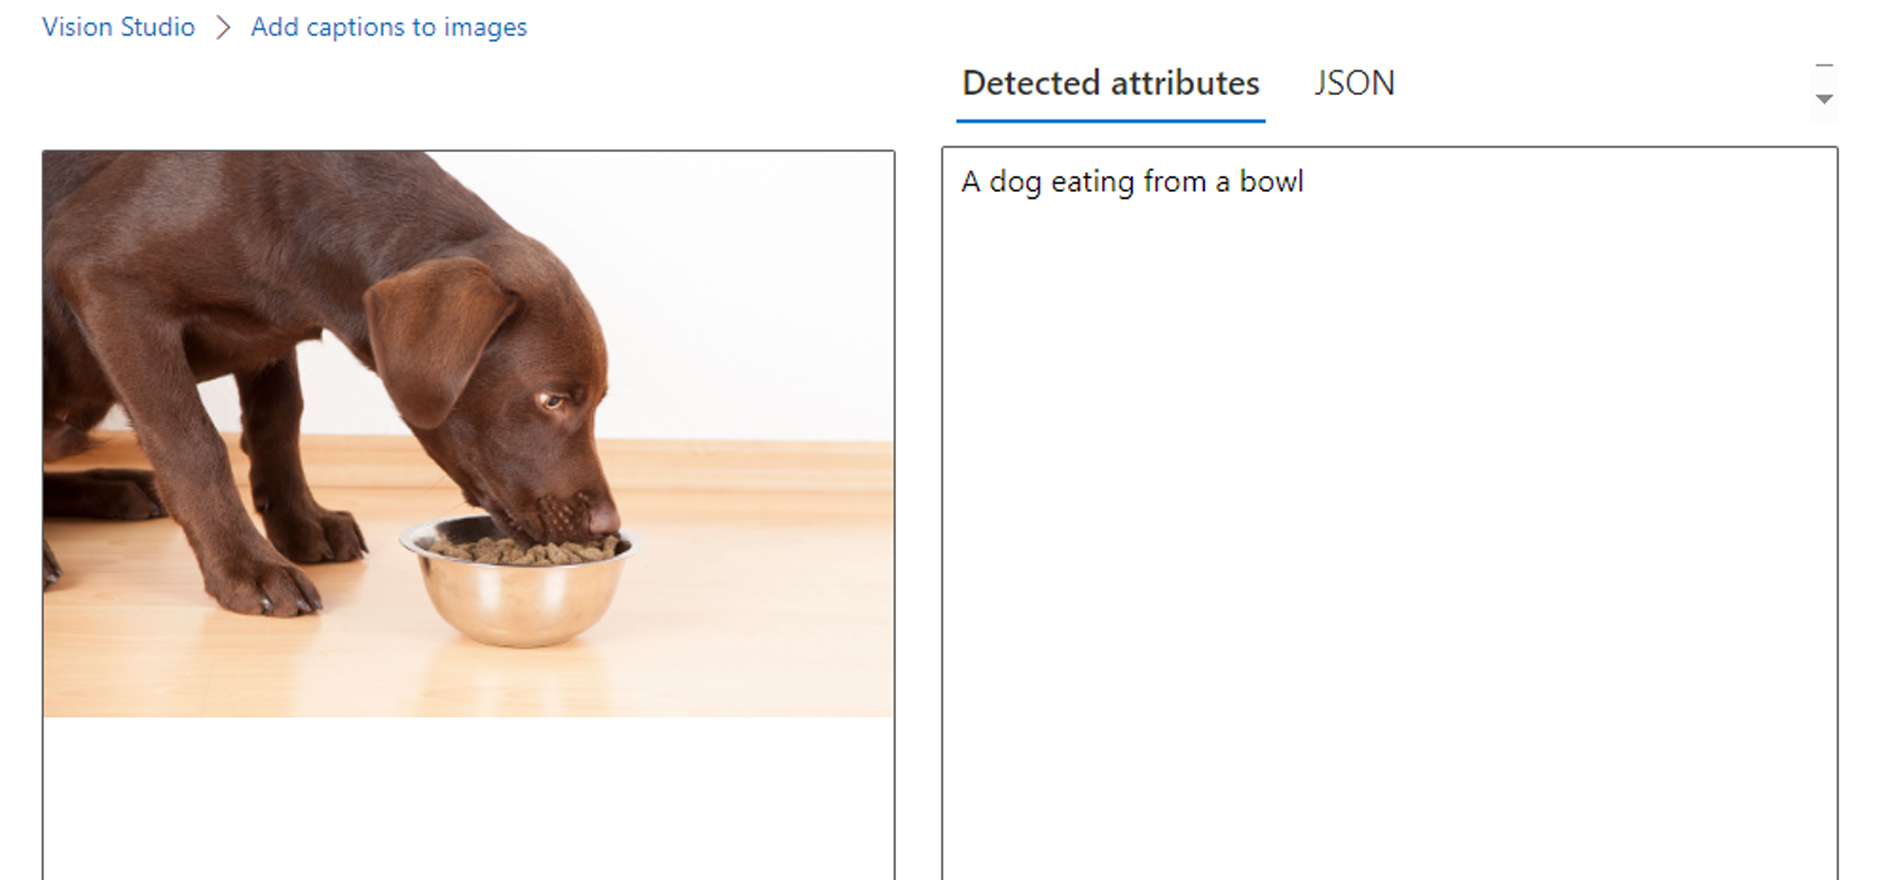 Vision Studio > Add captions to images
Detected attributes JSON
A dog eating from a bowl